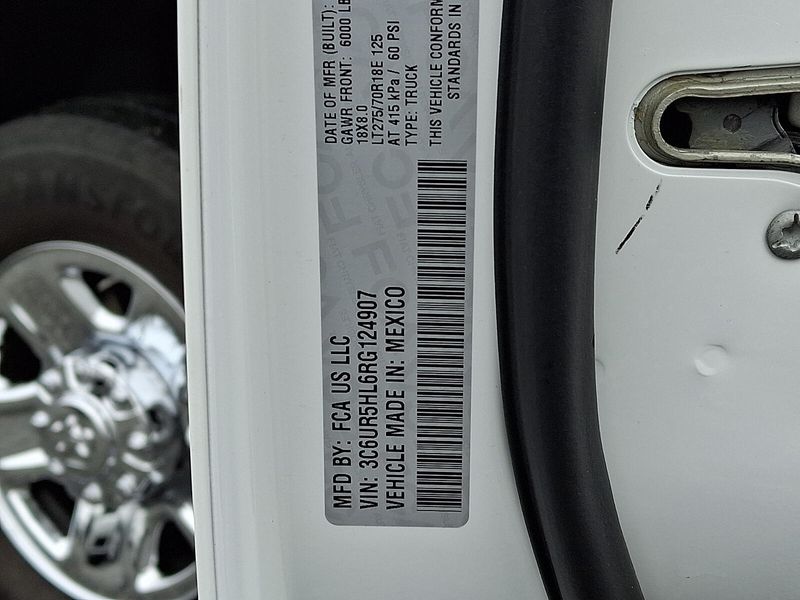 MFD BY: FCA US LLC
VIN: 3C6UR5HL6RG124907
VEHICLE MADE IN: MEXICO
DATE OF MFR (BUILT):
GAWR FRONT: 6000 LB
18X8.0
LT275/70R18E 125
AT 415 kPa / 60 PSI
TYPE: TRUCK
THIS VEHICLE CONFORM
STANDARDS IN